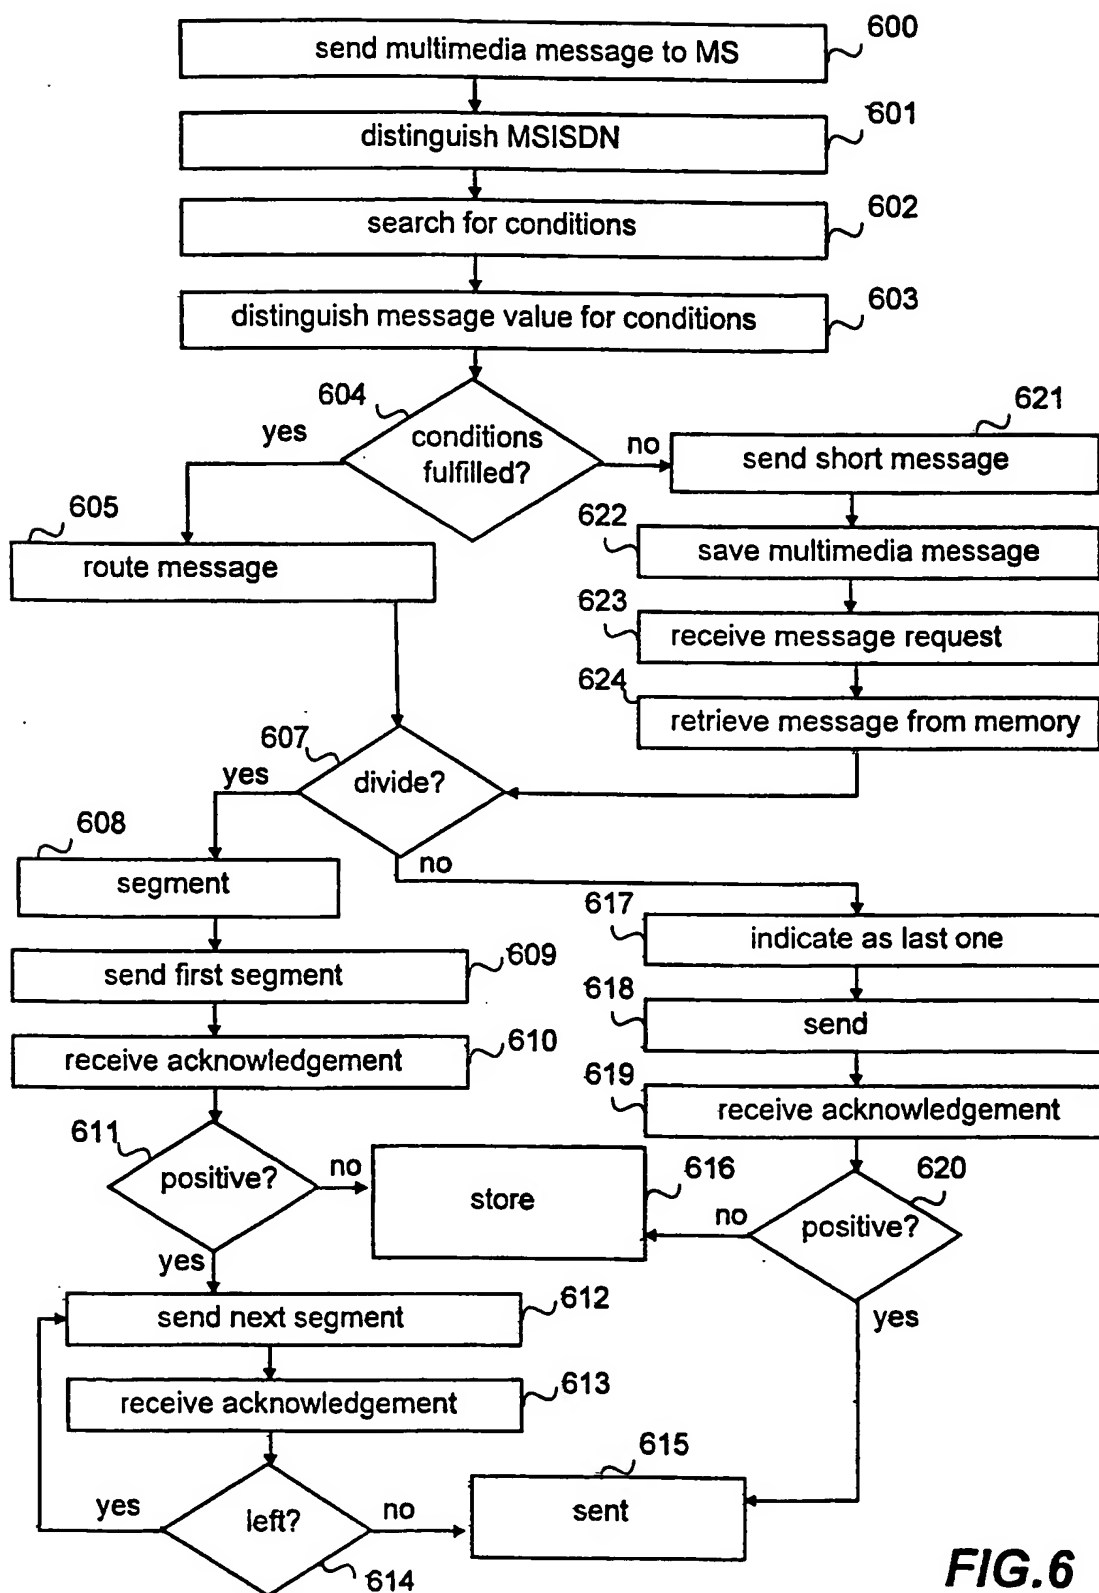 send multimedia message to MS
600
distinguish MSISDN
601
search for conditions
602
distinguish message value for conditions
603
604
yes
conditions
fulfilled?
no
621
send short message
605
route message
622
save multimedia message
623
receive message request
624
retrieve message from memory
607
yes
divide?
no
608
segment
617
indicate as last one
send first segment
609
618
send
receive acknowledgement
610
619
receive acknowledgement
611
positive?
no
store
616
no
620
positive?
yes
yes
send next segment
612
receive acknowledgement
613
yes
left?
no
615
sent
614
FIG.6